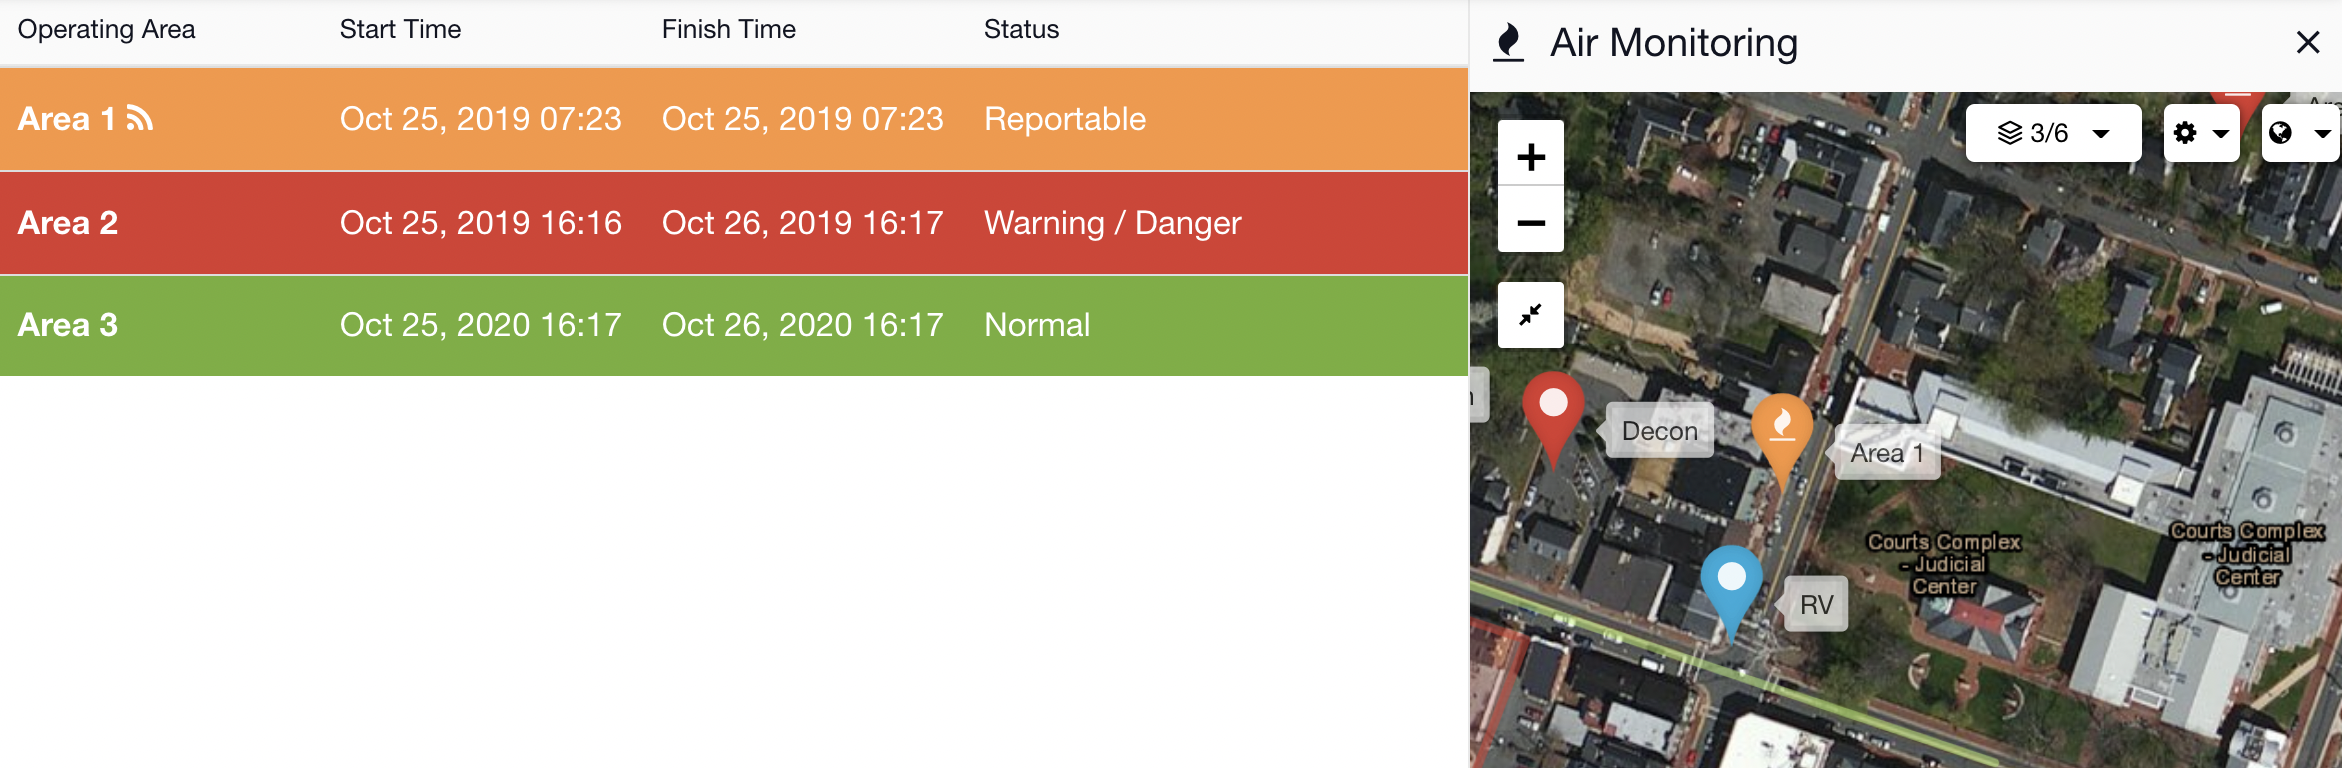 Operating Area Start Time Finish Time Status
Area 1 Oct 25, 2019 07:23 Oct 25, 2019 07:23 Reportable
Area 2 Oct 25, 2019 16:16 Oct 26, 2019 16:17 Warning / Danger
Area 3 Oct 25, 2020 16:17 Oct 26, 2020 16:17 Normal
Air Monitoring
3/6
Decon
Area 1
Courts Complex
- Judicial
Center
Courts Complex
- Judicial
Center
RV